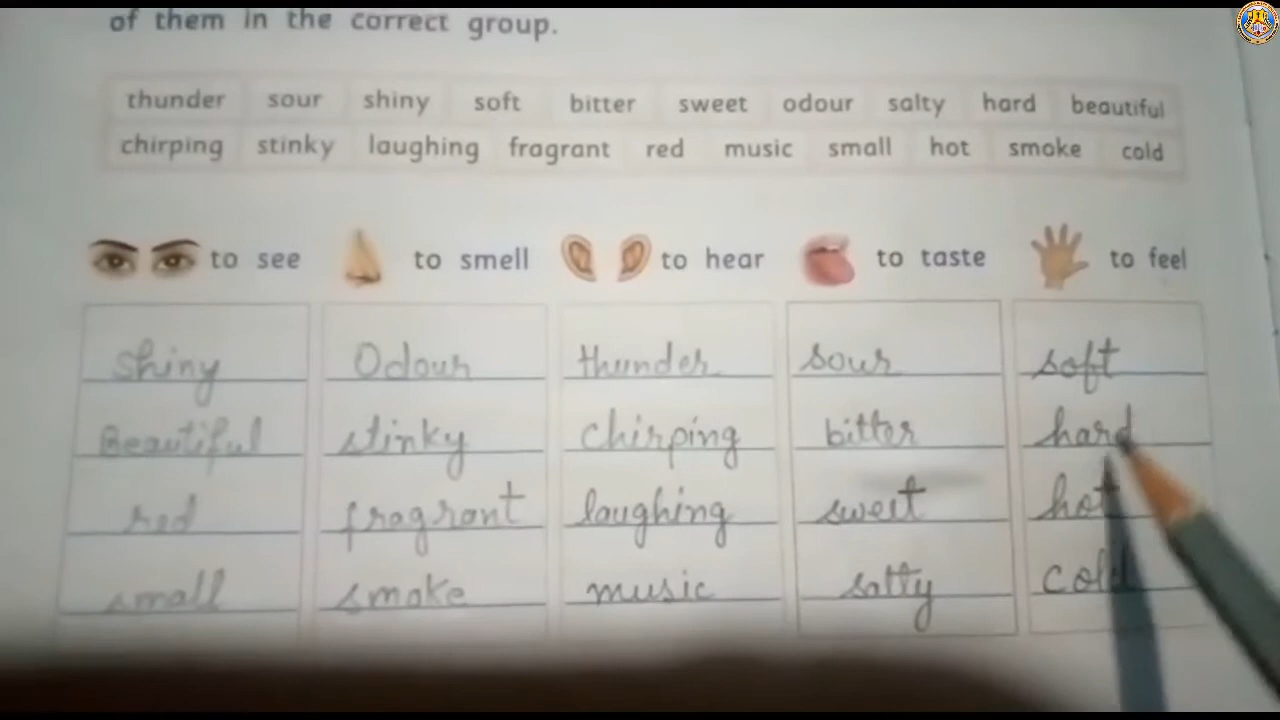 of them in the correct group.
thunder sour shiny soft bitter sweet odour salty hard beautiful
chirping stinky laughing fragrant red music small hot smoke cold
to see to smell to hear to taste to feel
shiny Odour thunder sour soft
Beautiful stinky chirping bitter hard
red fragrant laughing sweet hot
small smoke music salty cold